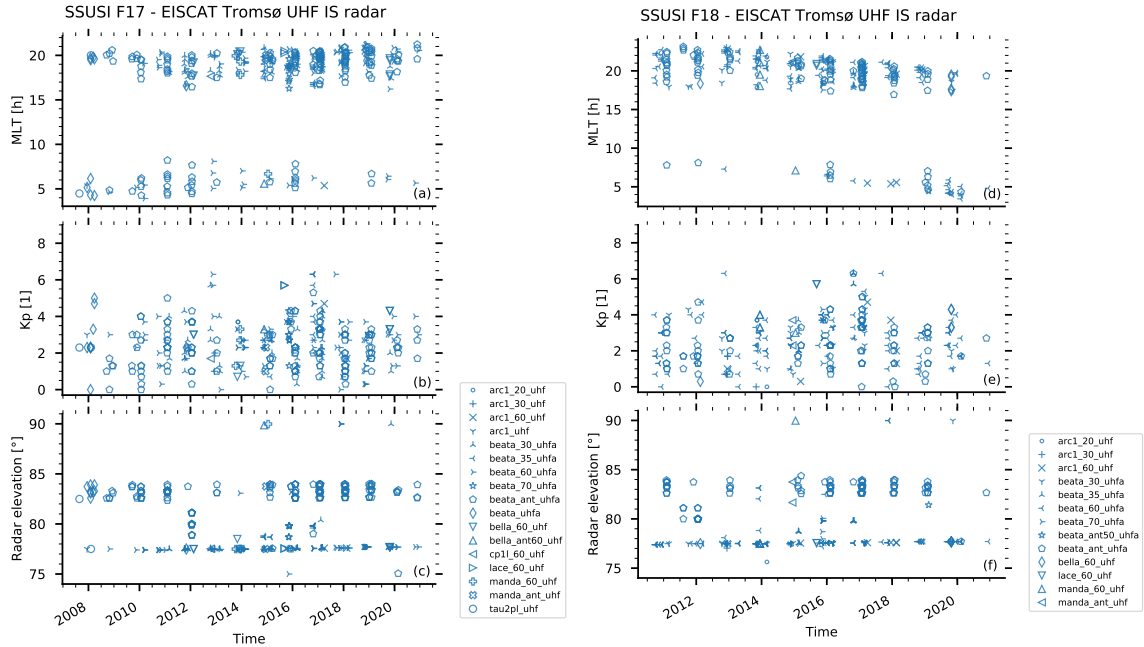 SSUSI F17 - EISCAT Tromsø UHF IS radar
20
15
10
5
MLT [h]
(a)
8
6
4
2
0
Kp [1]
(b)
90
85
80
75
Radar elevation [°]
(c)
2008
2010
2012
2014
2016
2018
2020
Time
arc1_20_uhf
arc1_30_uhf
arc1_60_uhf
arc1_uhf
beata_30_uhfa
beata_35_uhfa
beata_60_uhfa
beata_70_uhfa
beata_ant_uhfa
beata_uhfa
bella_60_uhf
bella_ant60_uhf
cp1l_60_uhf
lace_60_uhf
manda_60_uhf
manda_ant_uhf
tau2pl_uhf
SSUSI F18 - EISCAT Tromsø UHF IS radar
20
15
10
5
MLT [h]
(d)
8
6
4
2
0
Kp [1]
(e)
90
85
80
75
Radar elevation [°]
(f)
2012
2014
2016
2018
2020
Time
arc1_20_uhf
arc1_30_uhf
arc1_60_uhf
beata_30_uhfa
beata_35_uhfa
beata_60_uhfa
beata_70_uhfa
beata_ant50_uhfa
beata_ant_uhfa
bella_60_uhf
lace_60_uhf
manda_60_uhf
manda_ant_uhf